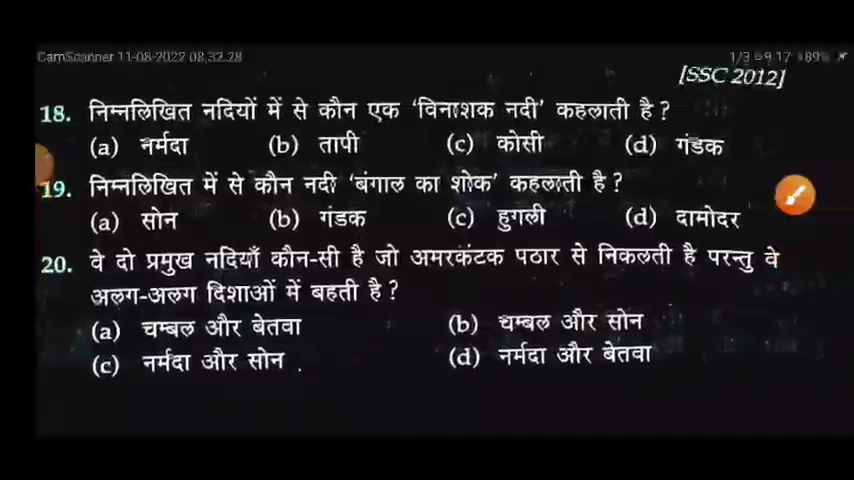 CamScanner 11-08-2022 08.32.28
[SSC 2012]
18. निम्नलिखित नदियों में से कौन एक ‘विनाशक नदी’ कहलाती है?
(a) नर्मदा (b) तापी (c) कोसी (d) गंडक
19. निम्नलिखित में से कौन नदी ‘बंगाल का शोक’ कहलाती है?
(a) सोन (b) गंडक (c) हुगली (d) दामोदर
20. वे दो प्रमुख नदियाँ कौन-सी है जो अमरकंटक पठार से निकलती है परन्तु वे
अलग-अलग दिशाओं में बहती है?
(a) चम्बल और बेतवा (b) चम्बल और सोन
(c) नर्मदा और सोन (d) नर्मदा और बेतवा